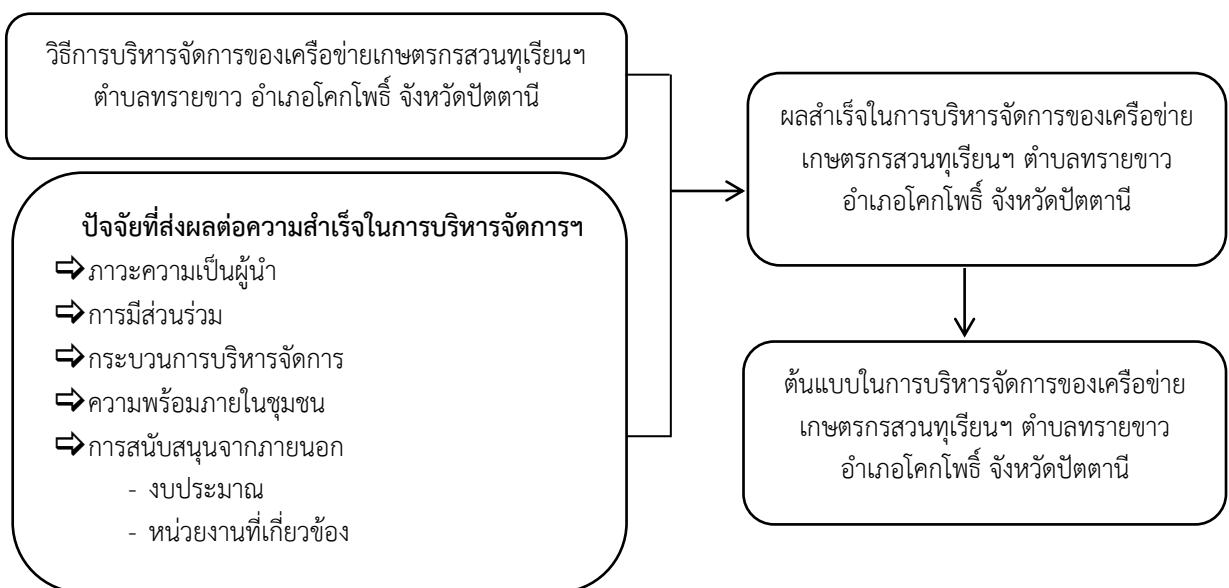 วิธีการบริหารจัดการของเครือข่ายเกษตรกรสวนทุเรียนฯ
ตำบลทรายขาว อำเภอโคกโพธิ์ จังหวัดปัตตานี
ปัจจัยที่ส่งผลต่อความสำเร็จในการบริหารจัดการฯ
ภาวะความเป็นผู้นำ
การมีส่วนร่วม
กระบวนการบริหารจัดการ
ความพร้อมภายในชุมชน
การสนับสนุนจากภายนอก
- งบประมาณ
- หน่วยงานที่เกี่ยวข้อง
ผลสำเร็จในการบริหารจัดการของเครือข่าย
เกษตรกรสวนทุเรียนฯ ตำบลทรายขาว
อำเภอโคกโพธิ์ จังหวัดปัตตานี
ต้นแบบในการบริหารจัดการของเครือข่าย
เกษตรกรสวนทุเรียนฯ ตำบลทรายขาว
อำเภอโคกโพธิ์ จังหวัดปัตตานี